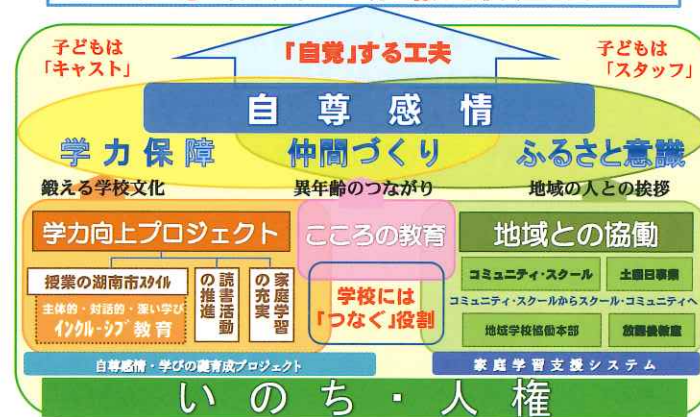 子どもは
「キャスト」
「自覚」する工夫
子どもは
「スタッフ」
自尊感情
学力保障
仲間づくり
ふるさと意識
鍛える学校文化
異年齢のつながり
地域の人との挨拶
学力向上プロジェクト
こころの教育
地域との協働
授業の湖南市スタイル
主体的・対話的・深い学び
インクルーシブ教育
読書活動
の推進
家庭学習
の充実
学校には
「つなぐ」役割
コミュニティ・スクール
土曜日事業
コミュニティ・スクールからスクール・コミュニティへ
地域学校協働本部
放課後教室
自尊感情・学びの礎育成プロジェクト
家庭学習支援システム
いのち・人権